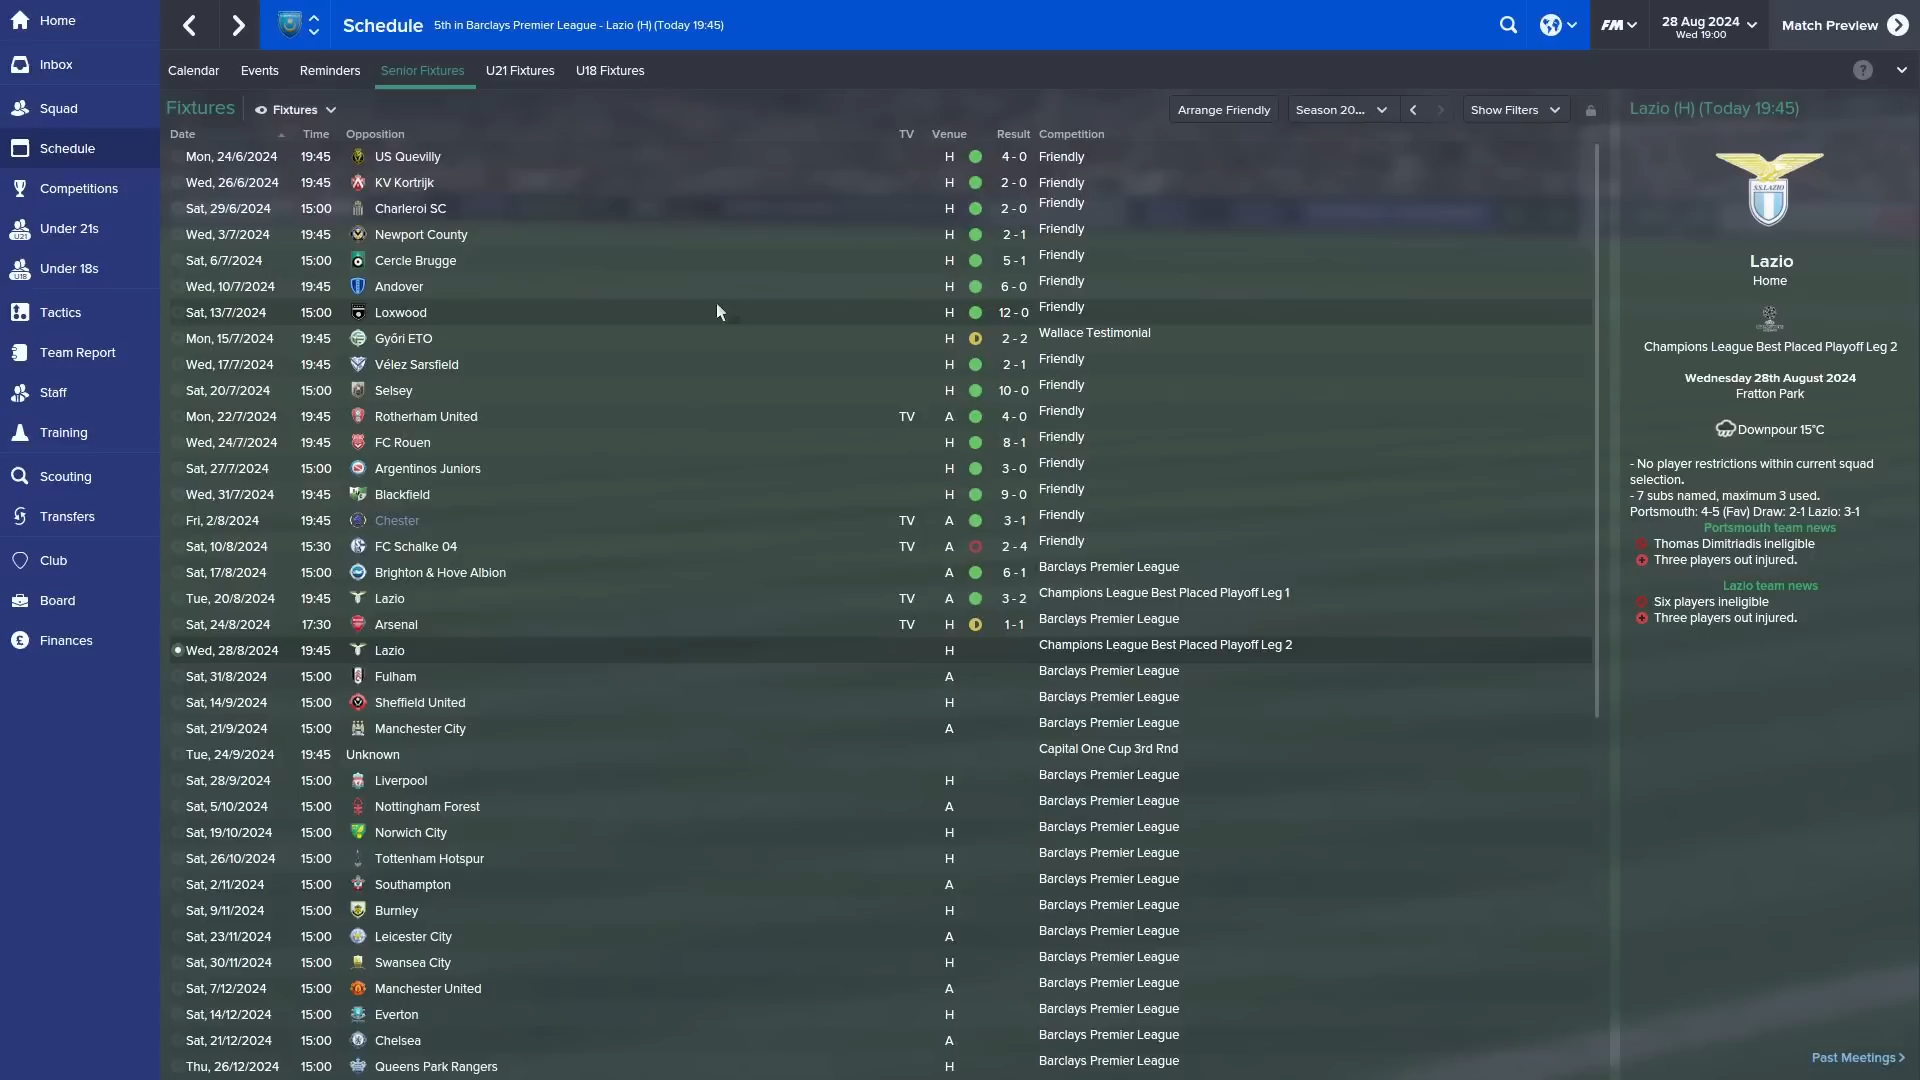 Home
Inbox
Squad
Schedule
Competitions
Under 21s
U21
Under 18s
U18
Tactics
Team Report
Staff
Training
Scouting
Transfers
Club
Board
Finances
Schedule 5th in Barclays Premier League - Lazio (H) (Today 19:45)
FM
28 Aug 2024
Wed 19:00
Match Preview
Calendar Events Reminders Senior Fixtures U21 Fixtures U18 Fixtures
?
Fixtures Fixtures Arrange Friendly Season 20... Show Filters
Date Time Opposition TV Venue Result Competition
Mon, 24/6/2024 19:45 US Quevilly H 4 - 0 Friendly
Wed, 26/6/2024 19:45 KV Kortrijk H 2 - 0 Friendly
Sat, 29/6/2024 15:00 Charleroi SC H 2 - 0 Friendly
Wed, 3/7/2024 19:45 Newport County H 2 - 1 Friendly
Sat, 6/7/2024 15:00 Cercle Brugge H 5 - 1 Friendly
Wed, 10/7/2024 19:45 Andover H 6 - 0 Friendly
Sat, 13/7/2024 15:00 Loxwood H 12 - 0 Friendly
Mon, 15/7/2024 19:45 Győri ETO H 2 - 2 Wallace Testimonial
Wed, 17/7/2024 19:45 Vélez Sarsfield H 2 - 1 Friendly
Sat, 20/7/2024 15:00 Selsey H 10 - 0 Friendly
Mon, 22/7/2024 19:45 Rotherham United TV A 4 - 0 Friendly
Wed, 24/7/2024 19:45 FC Rouen H 8 - 1 Friendly
Sat, 27/7/2024 15:00 Argentinos Juniors H 3 - 0 Friendly
Wed, 31/7/2024 19:45 Blackfield H 9 - 0 Friendly
Fri, 2/8/2024 19:45 Chester TV A 3 - 1 Friendly
Sat, 10/8/2024 15:30 FC Schalke 04 TV A 2 - 4 Friendly
Sat, 17/8/2024 15:00 Brighton & Hove Albion A 6 - 1 Barclays Premier League
Tue, 20/8/2024 19:45 Lazio TV A 3 - 2 Champions League Best Placed Playoff Leg 1
Sat, 24/8/2024 17:30 Arsenal TV H 1 - 1 Barclays Premier League
Wed, 28/8/2024 19:45 Lazio H Champions League Best Placed Playoff Leg 2
Sat, 31/8/2024 15:00 Fulham A Barclays Premier League
Sat, 14/9/2024 15:00 Sheffield United H Barclays Premier League
Sat, 21/9/2024 15:00 Manchester City A Barclays Premier League
Tue, 24/9/2024 19:45 Unknown Capital One Cup 3rd Rnd
Sat, 28/9/2024 15:00 Liverpool H Barclays Premier League
Sat, 5/10/2024 15:00 Nottingham Forest A Barclays Premier League
Sat, 19/10/2024 15:00 Norwich City H Barclays Premier League
Sat, 26/10/2024 15:00 Tottenham Hotspur H Barclays Premier League
Sat, 2/11/2024 15:00 Southampton A Barclays Premier League
Sat, 9/11/2024 15:00 Burnley H Barclays Premier League
Sat, 23/11/2024 15:00 Leicester City A Barclays Premier League
Sat, 30/11/2024 15:00 Swansea City H Barclays Premier League
Sat, 7/12/2024 15:00 Manchester United A Barclays Premier League
Sat, 14/12/2024 15:00 Everton H Barclays Premier League
Sat, 21/12/2024 15:00 Chelsea A Barclays Premier League
Thu, 26/12/2024 15:00 Queens Park Rangers H Barclays Premier League
Lazio (H) (Today 19:45)
S.S.LAZIO
Lazio
Home
Champions League Best Placed Playoff Leg 2
Wednesday 28th August 2024
Fratton Park
Downpour 15°C
- No player restrictions within current squad
selection.
- 7 subs named, maximum 3 used.
Portsmouth: 4-5 (Fav) Draw: 2-1 Lazio: 3-1
Portsmouth team news
Thomas Dimitriadis ineligible
Three players out injured.
Lazio team news
Six players ineligible
Three players out injured.
Past Meetings >